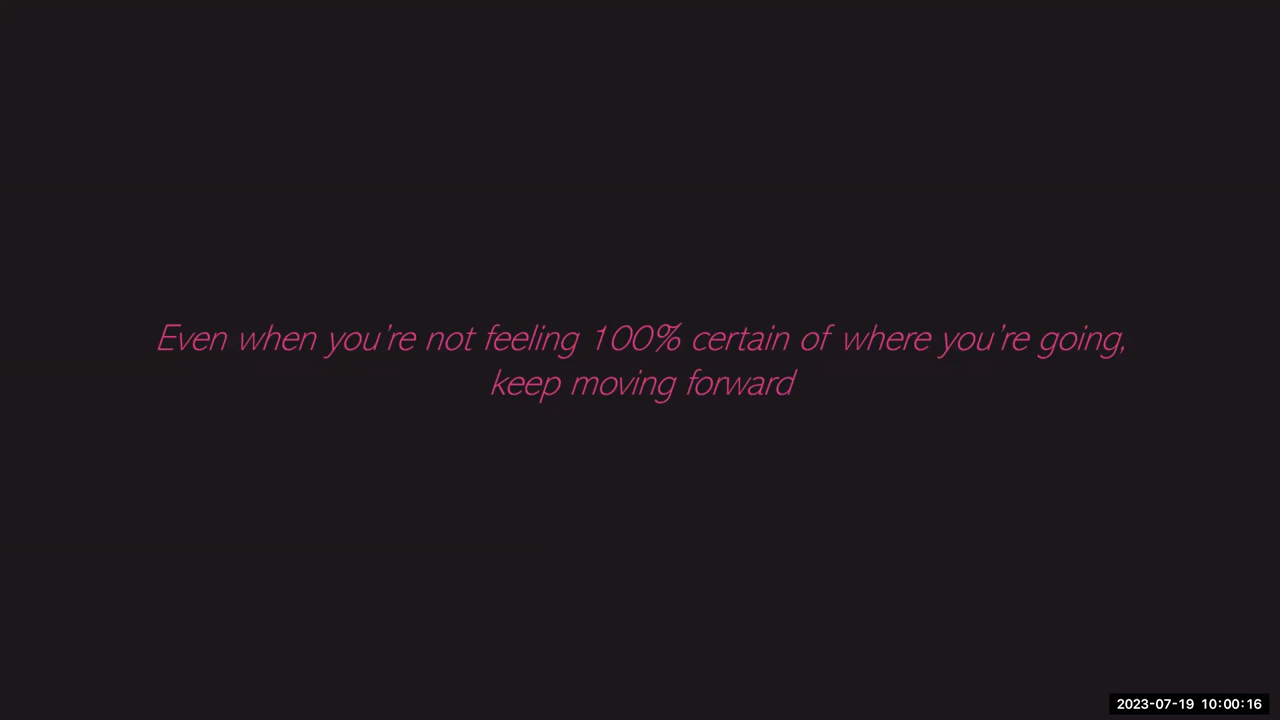 Even when you're not feeling 100% certain of where you're going,
keep moving forward
2023-07-19 10:00:16